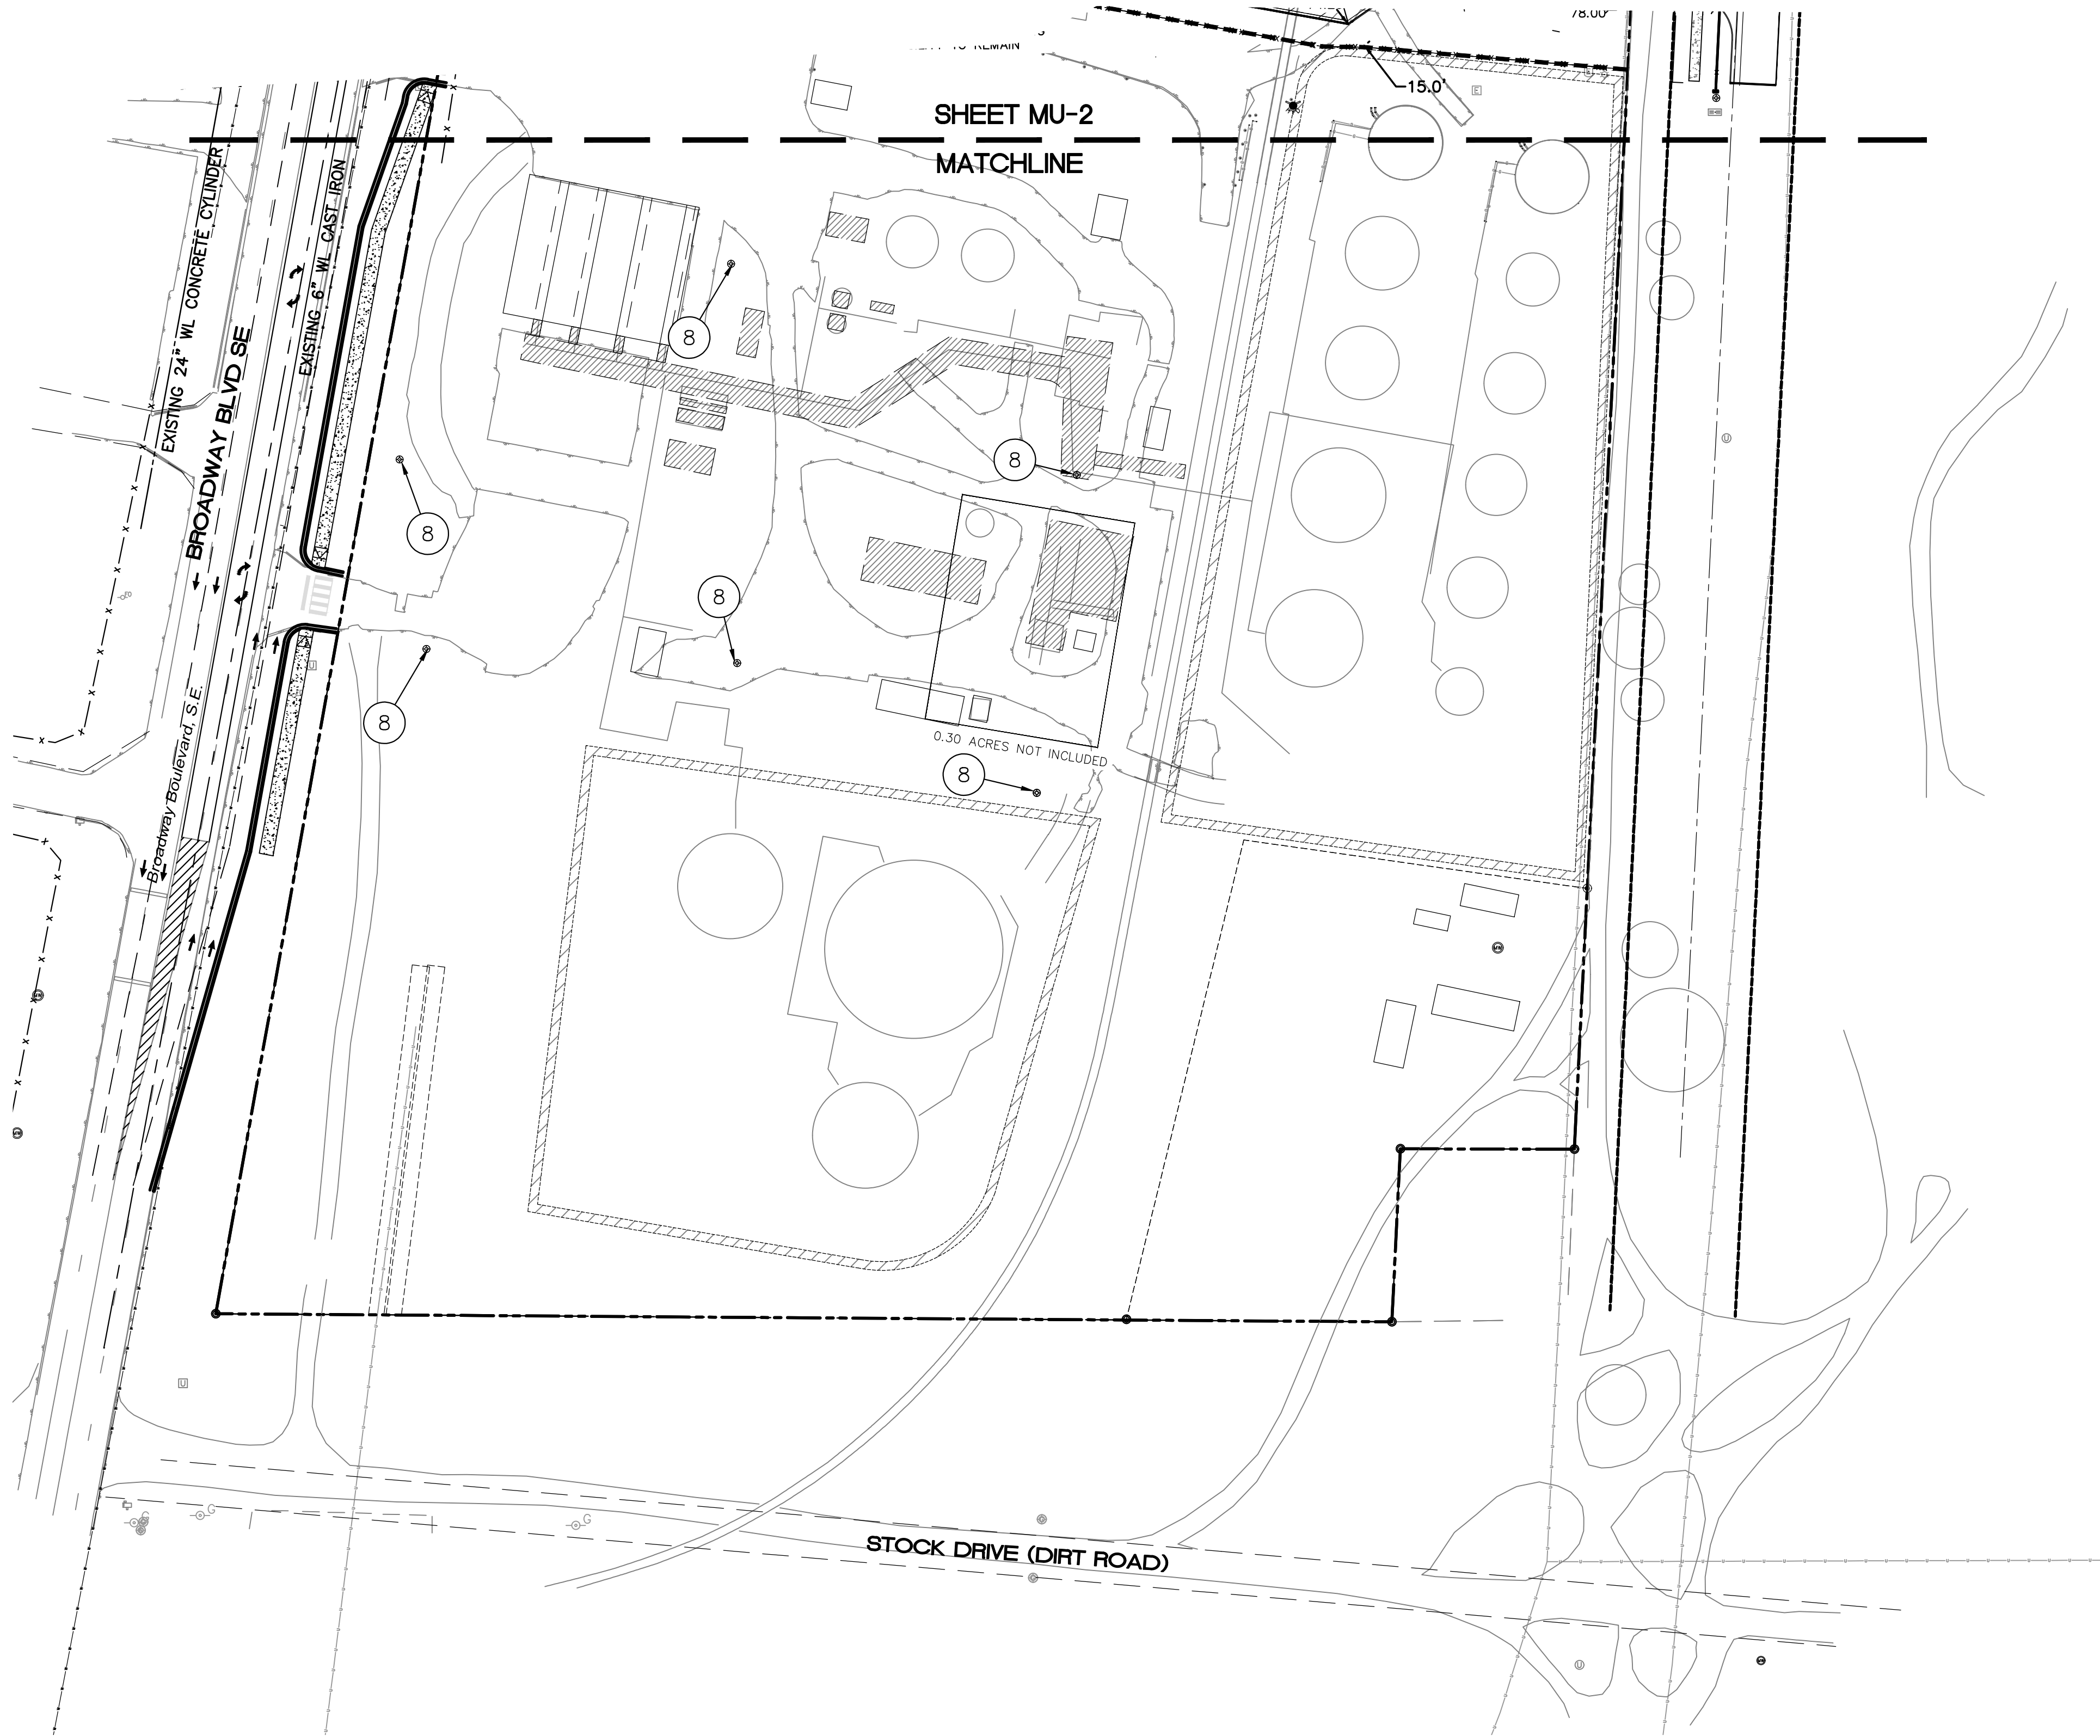 78.00'
TO REMAIN
15.0'
E
SHEET MU-2
MATCHLINE
EXISTING 24" WL CONCRETE CYLINDER
BROADWAY BLVD SE
EXISTING 6" WL CAST IRON
8
8
8
8
8
8
8
U
U
0.30 ACRES NOT INCLUDED
Broadway Boulevard, S.E.
S
S
S
U
G
G
G
STOCK DRIVE (DIRT ROAD)
U
S